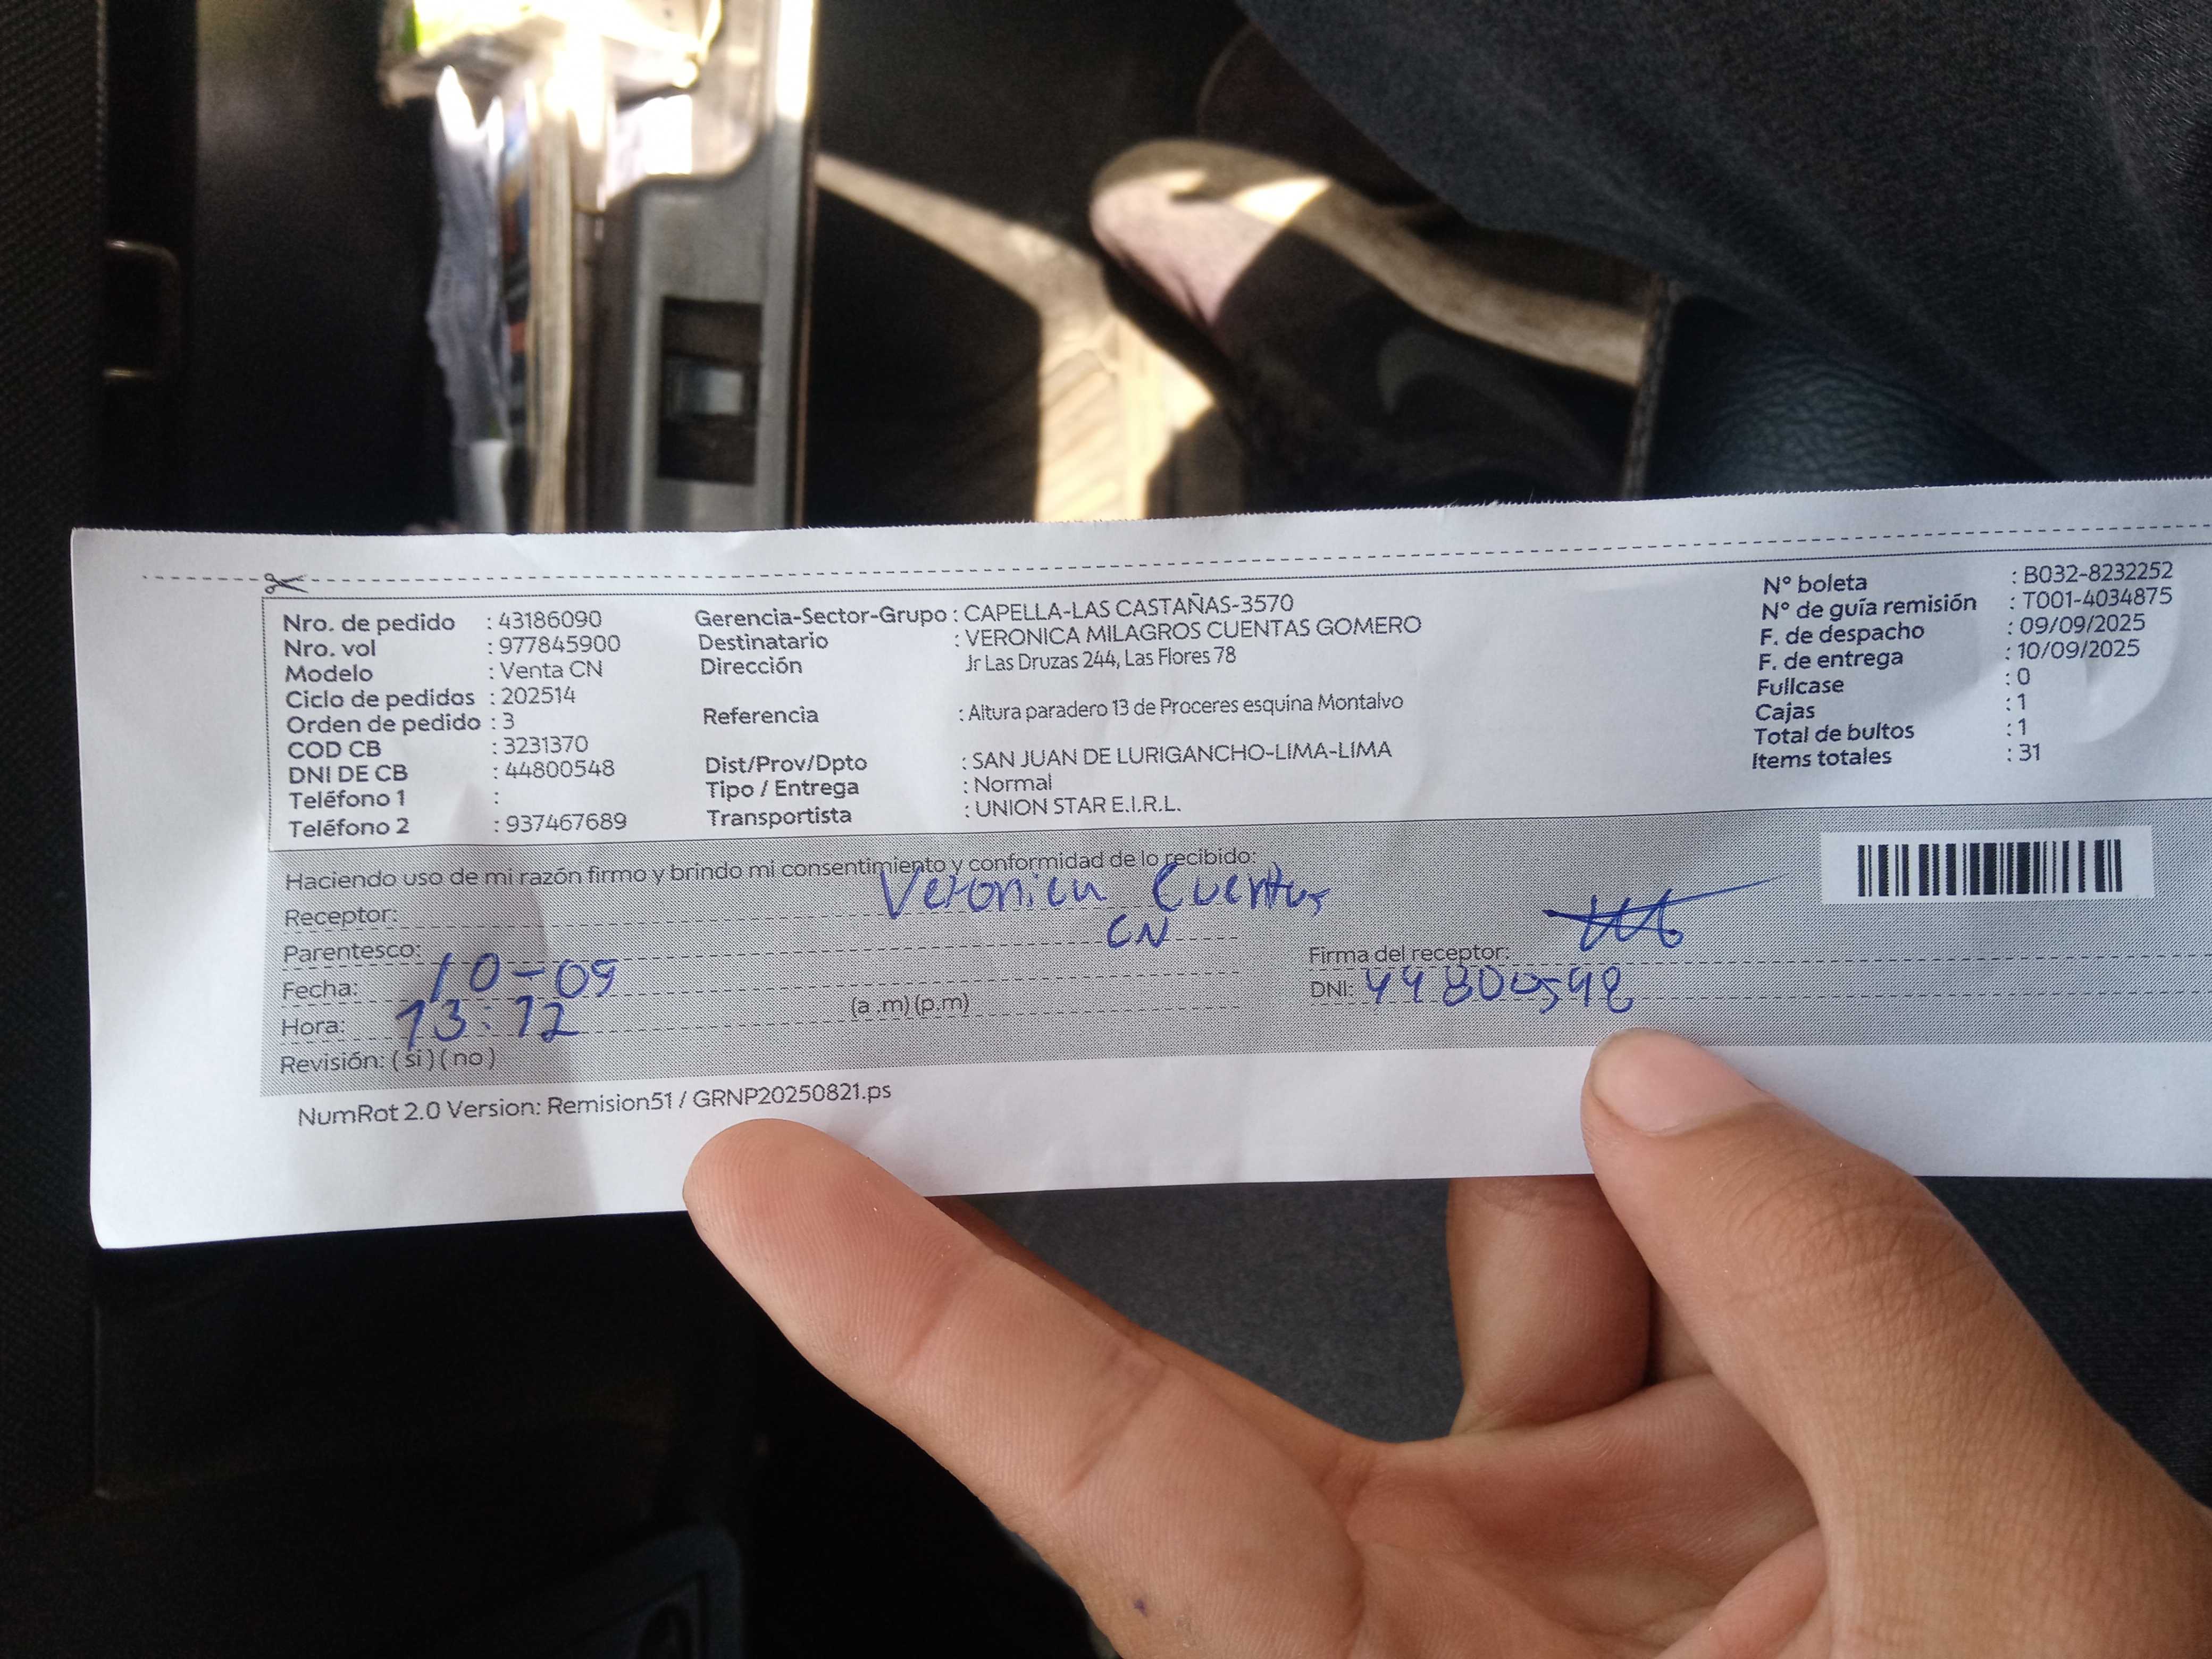 Nro. de pedido : 43186090
Nro. vol : 977845900
Modelo : Venta CN
Ciclo de pedidos : 202514
Orden de pedido : 3
COD CB : 3231370
DNI DE CB : 44800548
Teléfono 1 :
Teléfono 2 : 937467689
Gerencia-Sector-Grupo : CAPELLA-LAS CASTAÑAS-3570
Destinatario : VERONICA MILAGROS CUENTAS GOMERO
Dirección Jr Las Druzas 244, Las Flores 78
Referencia : Altura paradero 13 de Proceres esquina Montalvo
Dist/Prov/Dpto : SAN JUAN DE LURIGANCHO-LIMA-LIMA
Tipo / Entrega : Normal
Transportista : UNION STAR E.I.R.L.
N° boleta : B032-8232252
N° de guía remisión : T001-4034875
F. de despacho : 09/09/2025
F. de entrega : 10/09/2025
Fullcase : 0
Cajas : 1
Total de bultos : 1
Items totales : 31
Haciendo uso de mi razón firmo y brindo mi consentimiento y conformidad de lo recibido:
Receptor: Veronica Cuentas
Parentesco: CN
Fecha: 10-09
Hora: 13:12 (a .m) (p.m)
Revisión: ( si ) ( no )
Firma del receptor:
DNI: 44800548
NumRot 2.0 Version: Remision51 / GRNP20250821.ps